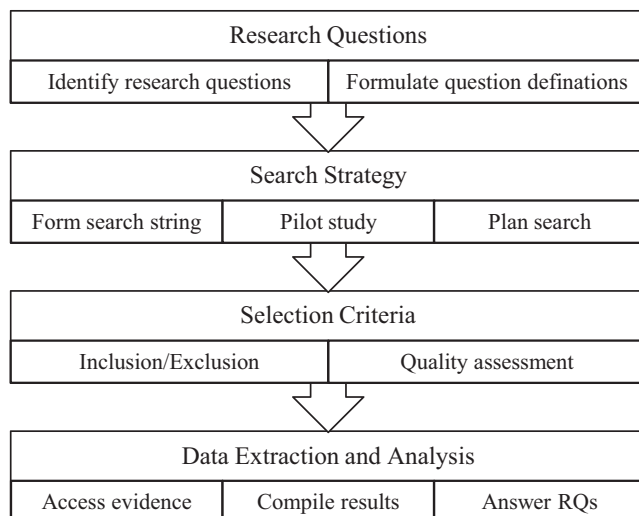 Research Questions
Identify research questions
Formulate question definations
Search Strategy
Form search string
Pilot study
Plan search
Selection Criteria
Inclusion/Exclusion
Quality assessment
Data Extraction and Analysis
Access evidence
Compile results
Answer RQs